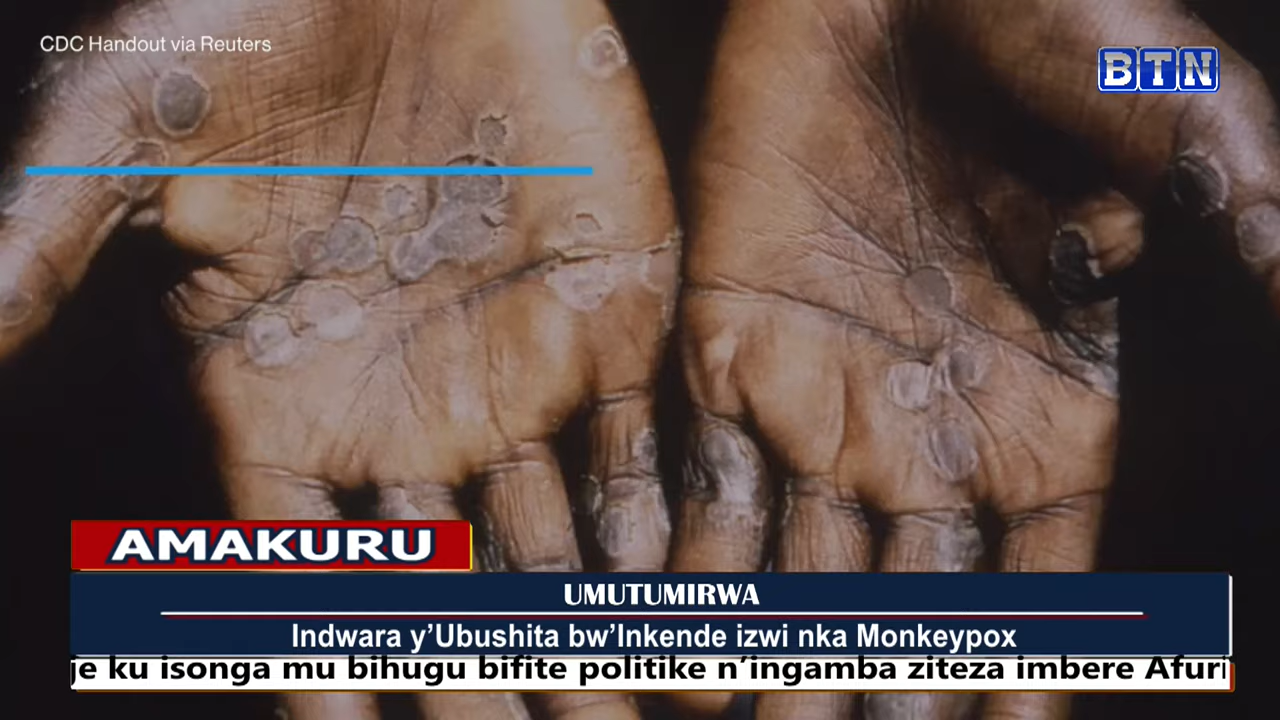 CDC Handout via Reuters
BTN
AMAKURU
UMUTUMIRWA
Indwara y’Ubushita bw’Inkende izwi nka Monkeypox
je ku isonga mu bihugu bifite politike n’ingamba ziteza imbere Afuri